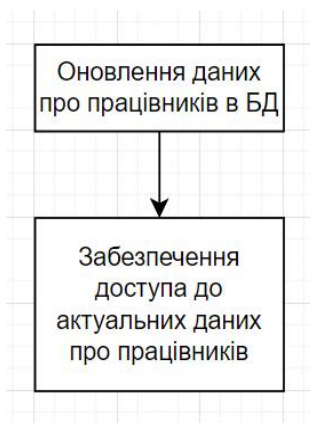 Оновлення даних
про працівників в БД
Забезпечення
доступа до
актуальних даних
про працівників